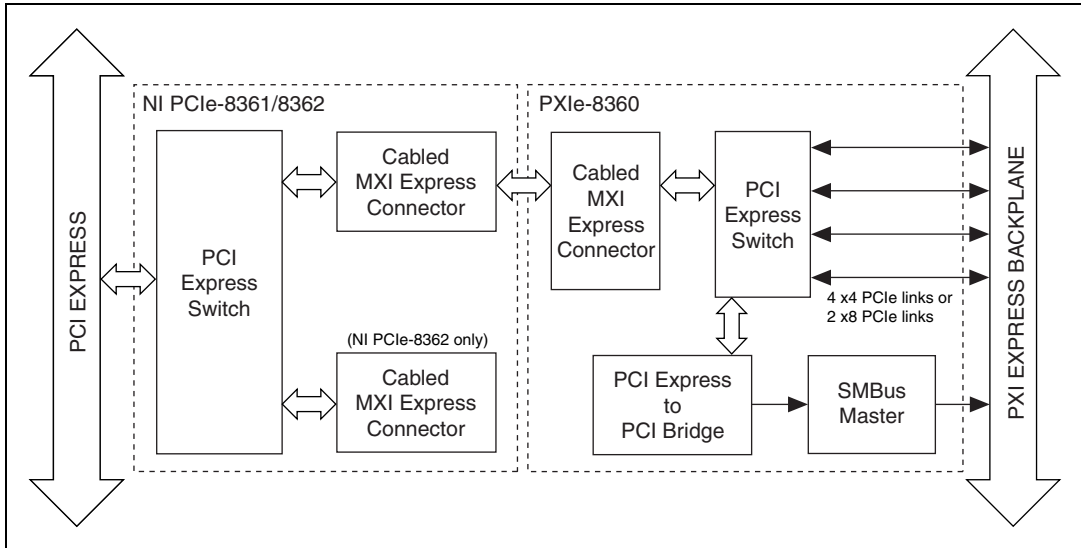 PCI EXPRESS
NI PCIe-8361/8362
PCI
Express
Switch
Cabled
MXI Express
Connector
(NI PCIe-8362 only)
Cabled
MXI Express
Connector
PXIe-8360
Cabled
MXI
Express
Connector
PCI
Express
Switch
4 x4 PCIe links or
2 x8 PCIe links
PCI Express
to
PCI Bridge
SMBus
Master
PXI EXPRESS BACKPLANE